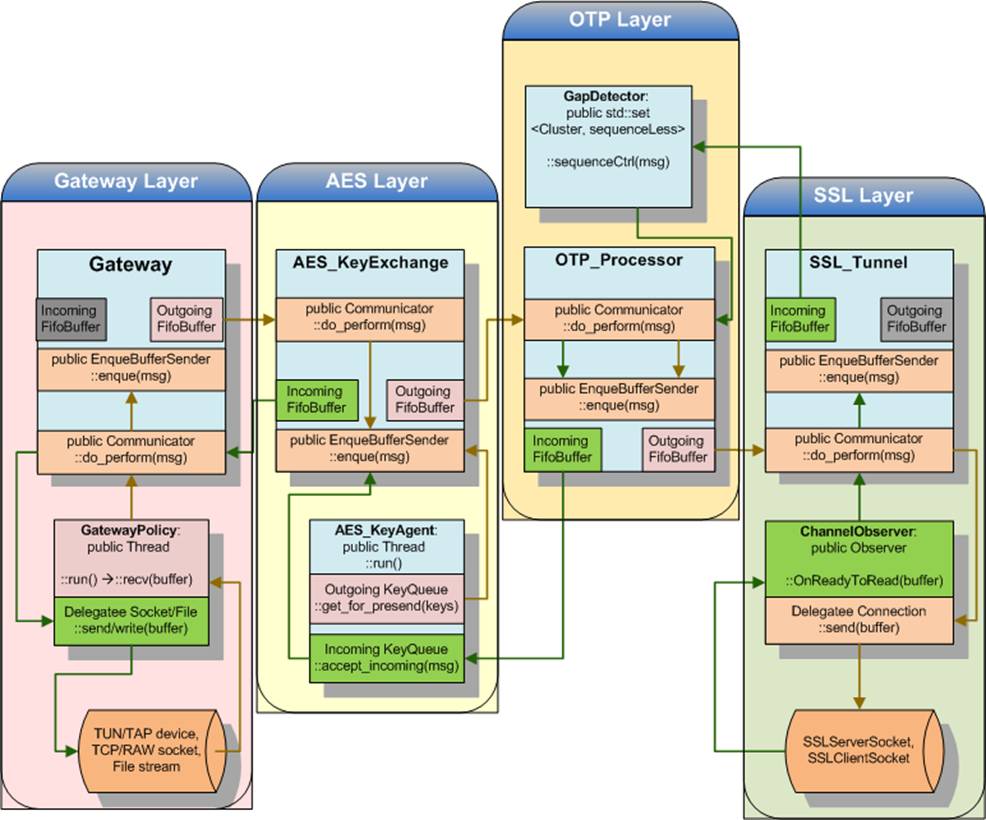 OTP Layer
GapDetector:
public std::set
<Cluster, sequenceLess>
::sequenceCtrl(msg)
Gateway Layer
AES Layer
SSL Layer
Gateway
Incoming
FifoBuffer
Outgoing
FifoBuffer
public EnqueBufferSender
::enque(msg)
public Communicator
::do_perform(msg)
GatewayPolicy:
public Thread
::run() →::recv(buffer)
Delegatee Socket/File
::send/write(buffer)
TUN/TAP device,
TCP/RAW socket,
File stream
AES_KeyExchange
public Communicator
::do_perform(msg)
Incoming
FifoBuffer
Outgoing
FifoBuffer
public EnqueBufferSender
::enque(msg)
AES_KeyAgent:
public Thread
::run()
Outgoing KeyQueue
::get_for_presend(keys)
Incoming KeyQueue
::accept_incoming(msg)
OTP_Processor
public Communicator
::do_perform(msg)
public EnqueBufferSender
::enque(msg)
Incoming
FifoBuffer
Outgoing
FifoBuffer
SSL_Tunnel
Incoming
FifoBuffer
Outgoing
FifoBuffer
public EnqueBufferSender
::enque(msg)
public Communicator
::do_perform(msg)
ChannelObserver:
public Observer
::OnReadyToRead(buffer)
Delegatee Connection
::send(buffer)
SSLServerSocket,
SSLClientSocket